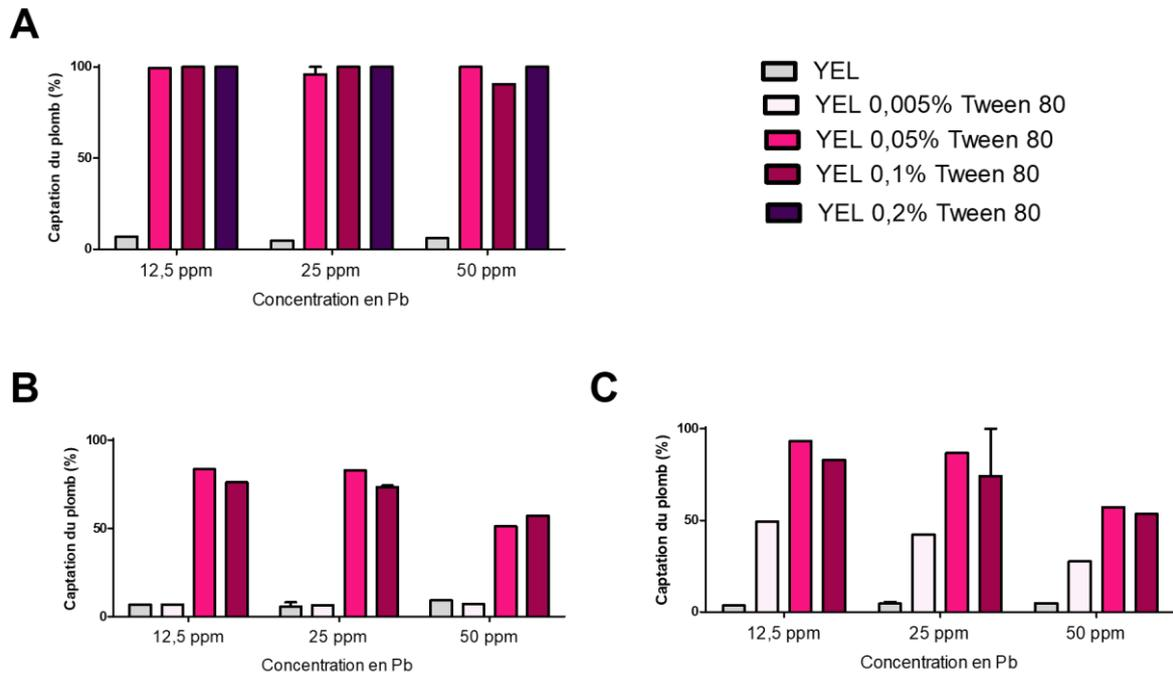 A
Captation du plomb (%)
100
50
0
12,5 ppm
25 ppm
50 ppm
Concentration en Pb
YEL
YEL 0,005% Tween 80
YEL 0,05% Tween 80
YEL 0,1% Tween 80
YEL 0,2% Tween 80
B
Captation du plomb (%)
100
50
0
12,5 ppm
25 ppm
50 ppm
Concentration en Pb
C
Captation du plomb (%)
100
50
0
12,5 ppm
25 ppm
50 ppm
Concentration en Pb